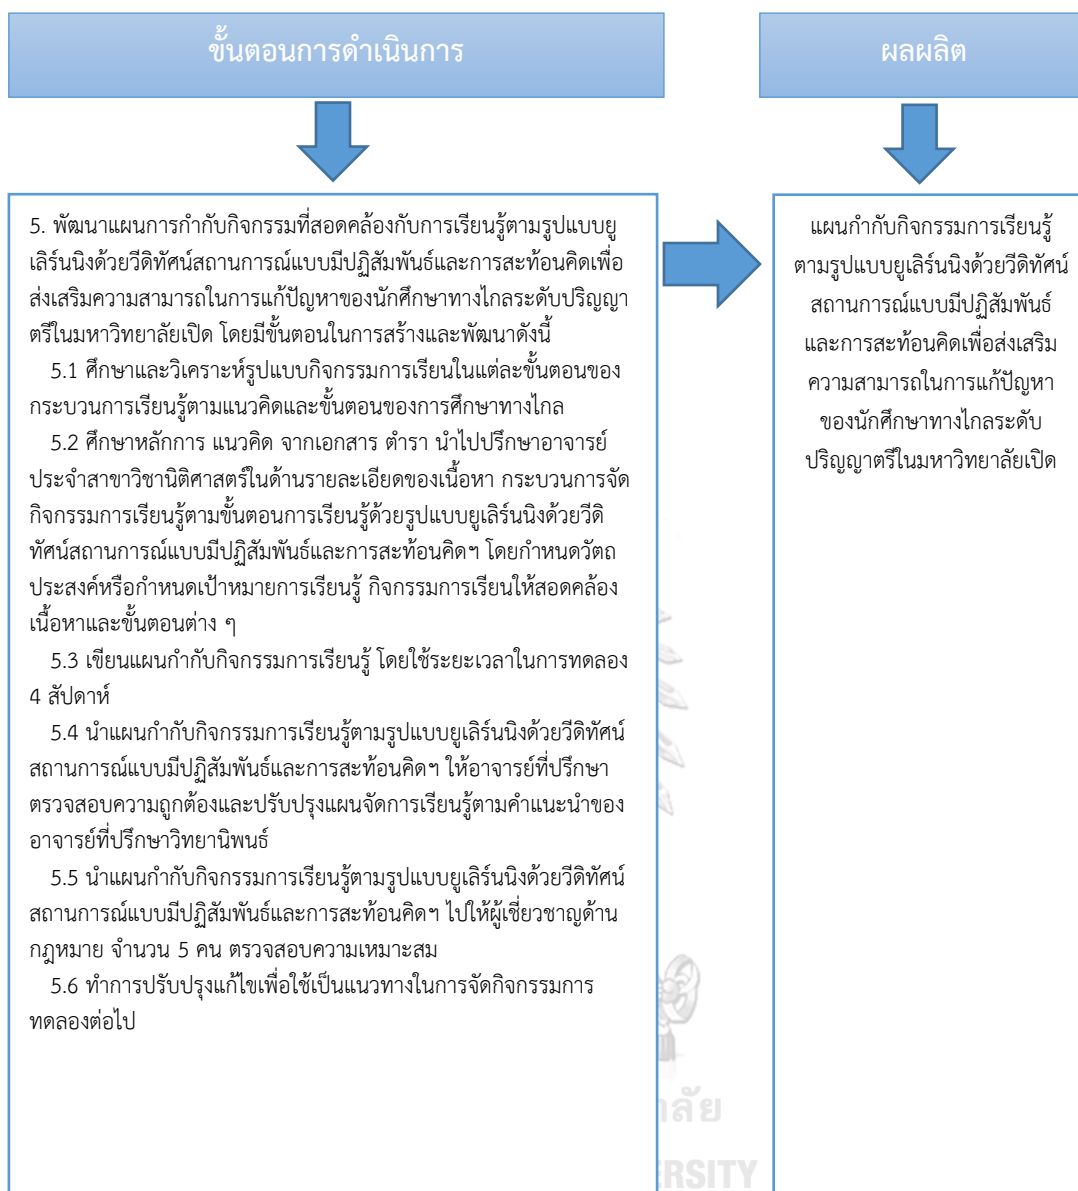 ขั้นตอนการดำเนินการ
ผลผลิต
5. พัฒนาแผนการกำกับกิจกรรมที่สอดคล้องกับการเรียนรู้ตามรูปแบบยู
เลิร์นนิงด้วยวีดิทัศน์สถานการณ์แบบมีปฏิสัมพันธ์และการสะท้อนคิดเพื่อ
ส่งเสริมความสามารถในการแก้ปัญหาของนักศึกษาทางไกลระดับปริญญา
ตรีในมหาวิทยาลัยเปิด โดยมีขั้นตอนในการสร้างและพัฒนาดังนี้
5.1 ศึกษาและวิเคราะห์รูปแบบกิจกรรมการเรียนในแต่ละขั้นตอนของ
กระบวนการเรียนรู้ตามแนวคิดและขั้นตอนของการศึกษาทางไกล
5.2 ศึกษาหลักการ แนวคิด จากเอกสาร ตำรา นำไปปรึกษาอาจารย์
ประจำสาขาวิชานิติศาสตร์ในด้านรายละเอียดของเนื้อหา กระบวนการจัด
กิจกรรมการเรียนรู้ตามขั้นตอนการเรียนรู้ด้วยรูปแบบยูเลิร์นนิงด้วยวีดิ
ทัศน์สถานการณ์แบบมีปฏิสัมพันธ์และการสะท้อนคิดฯ โดยกำหนดวัตถ
ประสงค์หรือกำหนดเป้าหมายการเรียนรู้ กิจกรรมการเรียนให้สอดคล้อง
เนื้อหาและขั้นตอนต่าง ๆ
5.3 เขียนแผนกำกับกิจกรรมการเรียนรู้ โดยใช้ระยะเวลาในการทดลอง
4 สัปดาห์
5.4 นำแผนกำกับกิจกรรมการเรียนรู้ตามรูปแบบยูเลิร์นนิงด้วยวีดิทัศน์
สถานการณ์แบบมีปฏิสัมพันธ์และการสะท้อนคิดฯ ให้อาจารย์ที่ปรึกษา
ตรวจสอบความถูกต้องและปรับปรุงแผนจัดการเรียนรู้ตามคำแนะนำของ
อาจารย์ที่ปรึกษาวิทยานิพนธ์
5.5 นำแผนกำกับกิจกรรมการเรียนรู้ตามรูปแบบยูเลิร์นนิงด้วยวีดิทัศน์
สถานการณ์แบบมีปฏิสัมพันธ์และการสะท้อนคิดฯ ไปให้ผู้เชี่ยวชาญด้าน
กฎหมาย จำนวน 5 คน ตรวจสอบความเหมาะสม
5.6 ทำการปรับปรุงแก้ไขเพื่อใช้เป็นแนวทางในการจัดกิจกรรมการ
ทดลองต่อไป
แผนกำกับกิจกรรมการเรียนรู้
ตามรูปแบบยูเลิร์นนิงด้วยวีดิทัศน์
สถานการณ์แบบมีปฏิสัมพันธ์
และการสะท้อนคิดเพื่อส่งเสริม
ความสามารถในการแก้ปัญหา
ของนักศึกษาทางไกลระดับ
ปริญญาตรีในมหาวิทยาลัยเปิด
าลัย
ERSITY